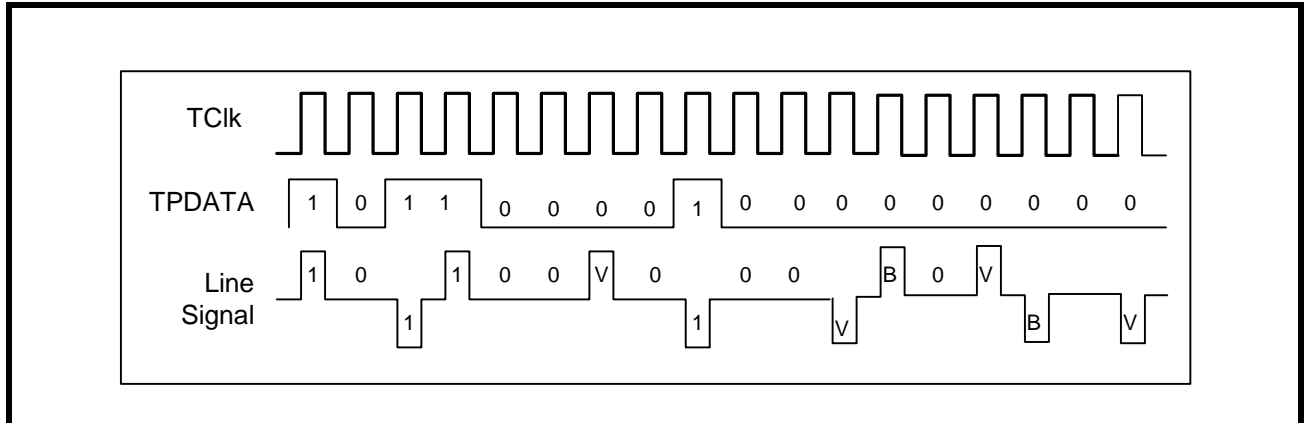 TClk
TPDATA 1 0 1 1 0 0 0 0 1 0 0 0 0 0 0 0 0 0
Line 1 0 1 0 0 V 0 0 0 B 0 V
Signal 1 1 V B V